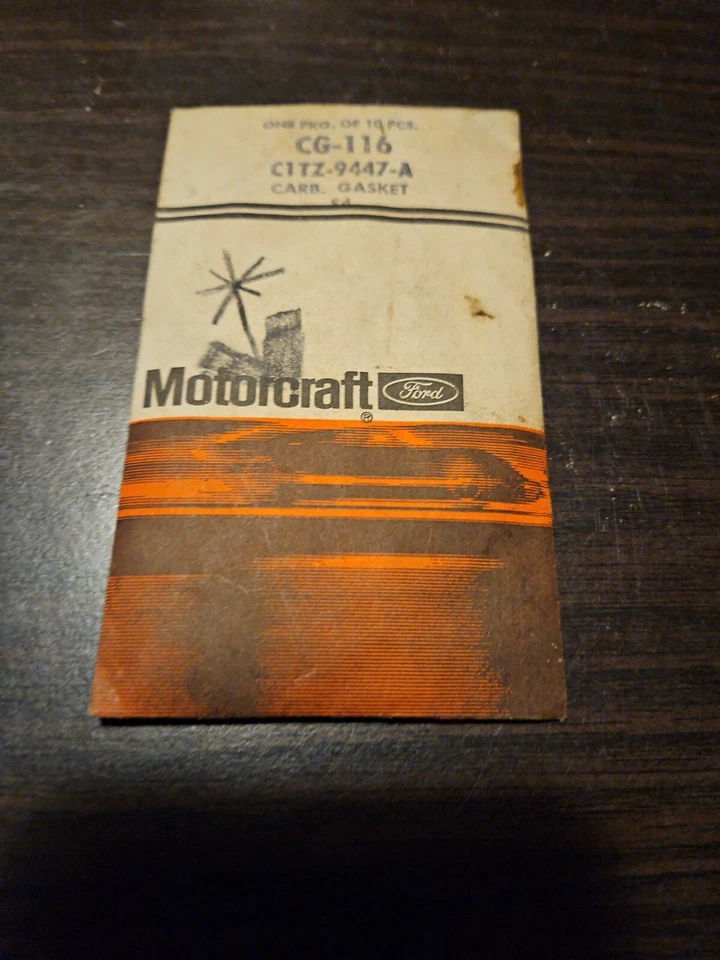 ONE PKG. OF 10 PCS.
CG-116
C1TZ-9447-A
CARB. GASKET
Motorcraft Ford
®